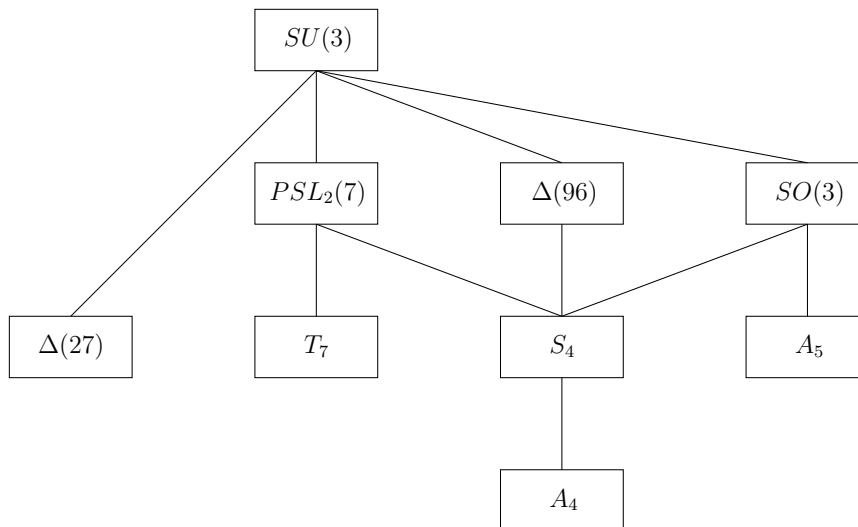 SU(3)
PSL₂(7)
Δ(96)
SO(3)
Δ(27)
T₇
S₄
A₅
A₄